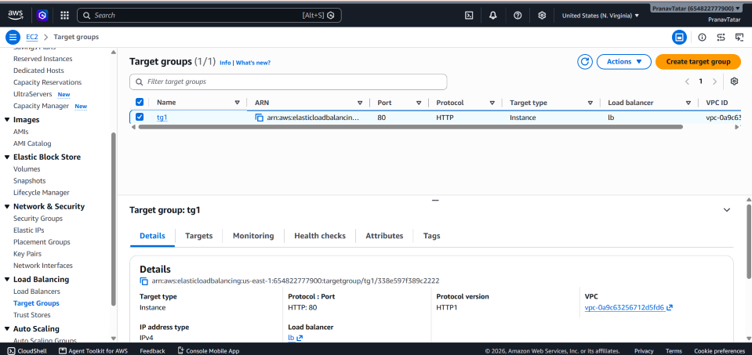 aws
Search [Alt+S]
United States (N. Virginia) ▼
PranavTatar (654822777900) ▼
PranavTatar
EC2 > Target groups
Reserved Instances
Dedicated Hosts
Capacity Reservations
UltraServers New
Capacity Manager New
Images
AMIs
AMI Catalog
Elastic Block Store
Volumes
Snapshots
Lifecycle Manager
Network & Security
Security Groups
Elastic IPs
Placement Groups
Key Pairs
Network Interfaces
Load Balancing
Load Balancers
Target Groups
Trust Stores
Auto Scaling
Auto Scaling Groups
Target groups (1/1) Info | What's new?
Actions ▼
Create target group
Filter target groups
1
Name ARN Port Protocol Target type Load balancer VPC ID
tg1 arn:aws:elasticloadbalancin... 80 HTTP Instance lb vpc-0a9c63
Target group: tg1
Details Targets Monitoring Health checks Attributes Tags
Details
arn:aws:elasticloadbalancing:us-east-1:654822777900:targetgroup/tg1/338e597f389c2222
Target type Protocol : Port Protocol version VPC
Instance HTTP: 80 HTTP1 vpc-0a9c63256712d5fd6
IP address type Load balancer
IPv4 lb
CloudShell Agent Toolkit for AWS Feedback Console Mobile App © 2026, Amazon Web Services, Inc. or its affiliates. Privacy Terms Cookie preferences